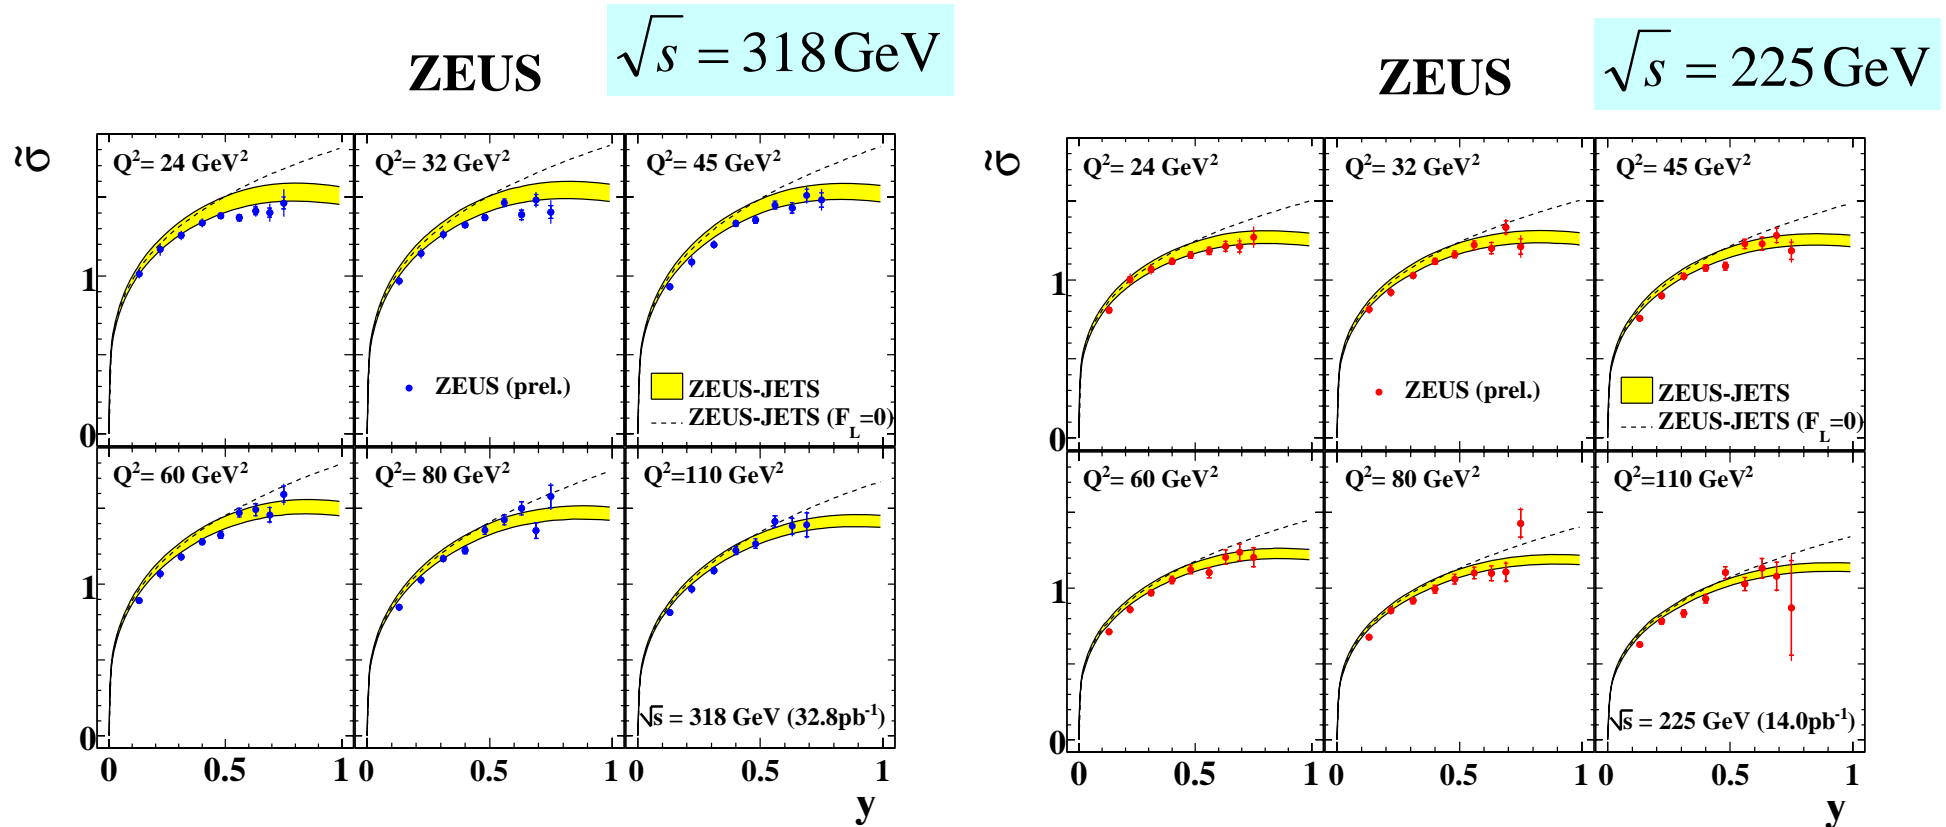 ZEUS
√s = 318 GeV
σ̃
Q²= 24 GeV²
Q²= 32 GeV²
Q²= 45 GeV²
1
ZEUS (prel.)
ZEUS-JETS
ZEUS-JETS (F_L=0)
0
Q²= 60 GeV²
Q²= 80 GeV²
Q²=110 GeV²
1
√s = 318 GeV (32.8pb⁻¹)
0
0 0.5 1 0 0.5 1 0 0.5 1
y
ZEUS
√s = 225 GeV
σ̃
Q²= 24 GeV²
Q²= 32 GeV²
Q²= 45 GeV²
1
ZEUS (prel.)
ZEUS-JETS
ZEUS-JETS (F_L=0)
0
Q²= 60 GeV²
Q²= 80 GeV²
Q²=110 GeV²
1
√s = 225 GeV (14.0pb⁻¹)
0
0 0.5 1 0 0.5 1 0 0.5 1
y